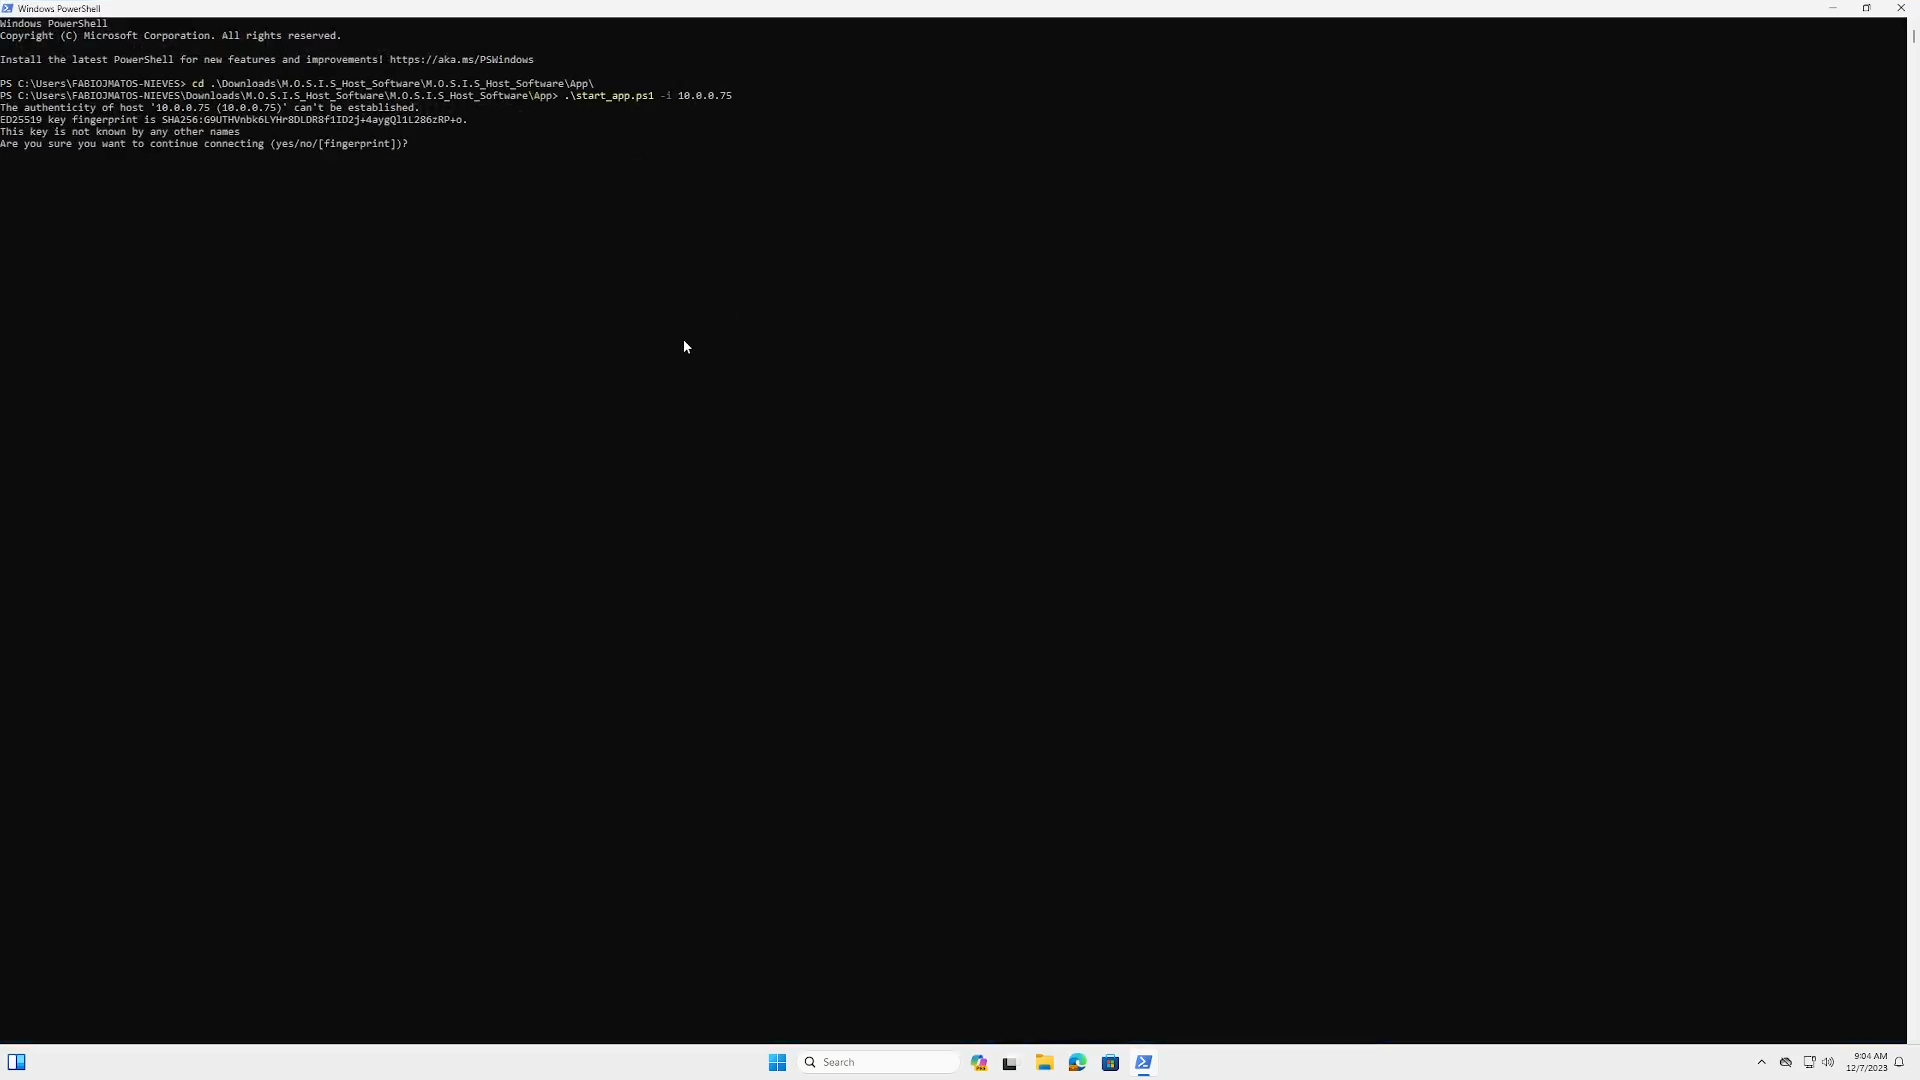 Windows PowerShell
Windows PowerShell
Copyright (C) Microsoft Corporation. All rights reserved.
Install the latest PowerShell for new features and improvements! https://aka.ms/PSWindows
PS C:\Users\FABIOJMATOS-NIEVES> cd .\Downloads\M.O.S.I.S_Host_Software\M.O.S.I.S_Host_Software\App\
PS C:\Users\FABIOJMATOS-NIEVES\Downloads\M.O.S.I.S_Host_Software\M.O.S.I.S_Host_Software\App> .\start_app.ps1 -i 10.0.0.75
The authenticity of host '10.0.0.75 (10.0.0.75)' can't be established.
ED25519 key fingerprint is SHA256:G9UTHVnbk6LYHr8DLDR8f1ID2j+4aygQl1L286zRP+o.
This key is not known by any other names
Are you sure you want to continue connecting (yes/no/[fingerprint])?
Search
9:04 AM
12/7/2023